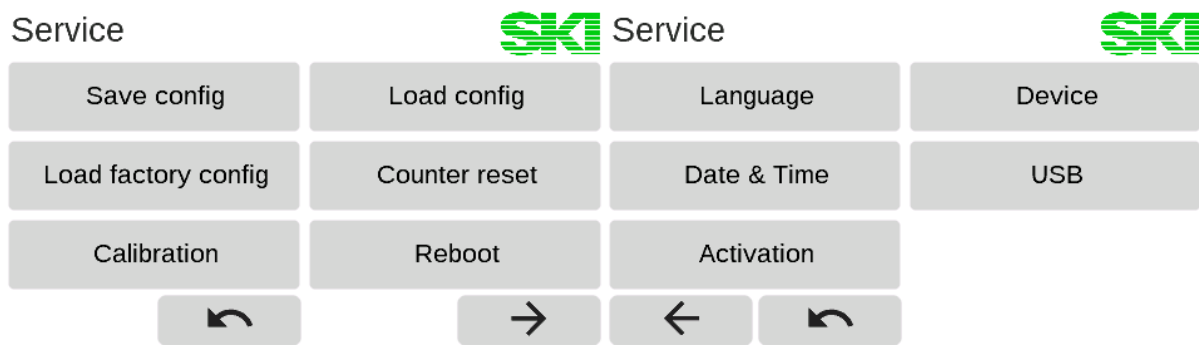 Service
SKI
Save config
Load config
Load factory config
Counter reset
Calibration
Reboot
Service
SKI
Language
Device
Date & Time
USB
Activation